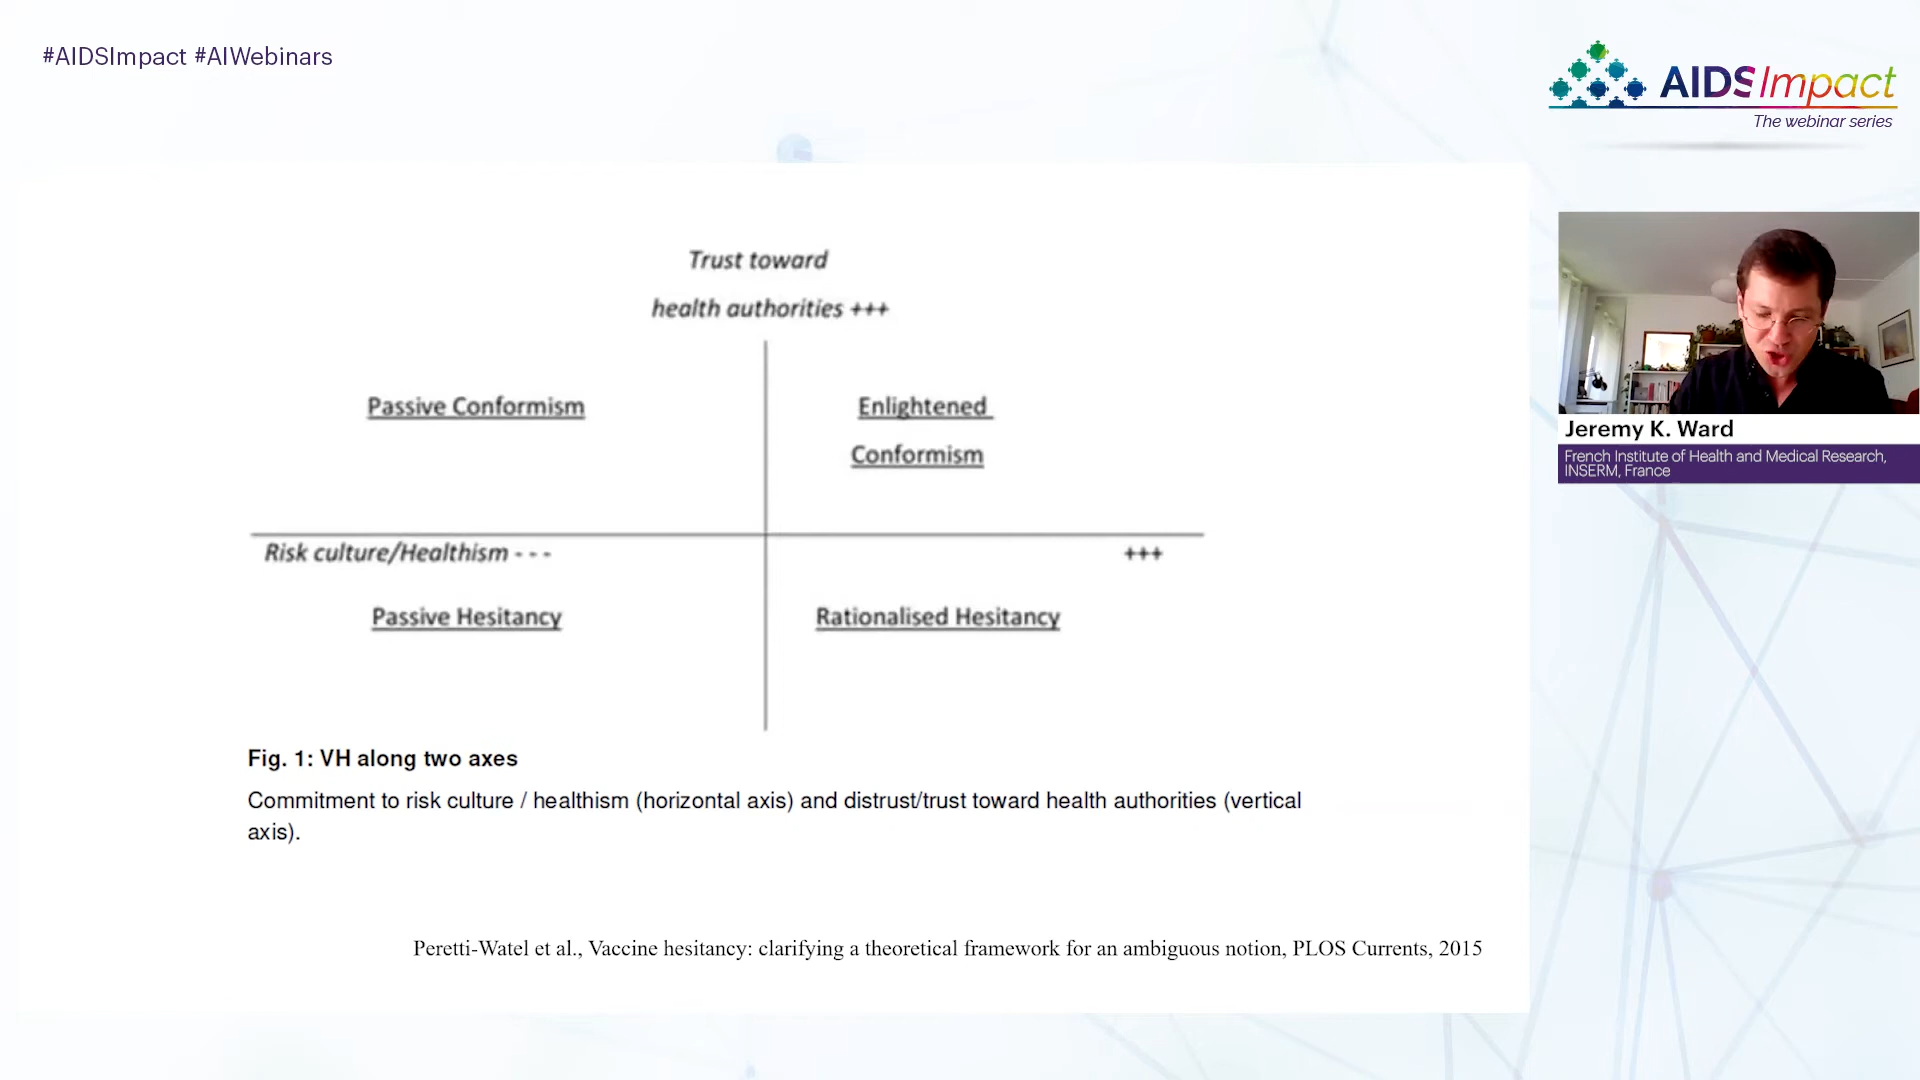 #AIDSImpact #AIWebinars
AIDSImpact
The webinar series
Trust toward
health authorities +++
Passive Conformism
Enlightened
Conformism
Risk culture/Healthism - - -
+++
Passive Hesitancy
Rationalised Hesitancy
Fig. 1: VH along two axes
Commitment to risk culture / healthism (horizontal axis) and distrust/trust toward health authorities (vertical
axis).
Peretti-Watel et al., Vaccine hesitancy: clarifying a theoretical framework for an ambiguous notion, PLOS Currents, 2015
Jeremy K. Ward
French Institute of Health and Medical Research,
INSERM, France